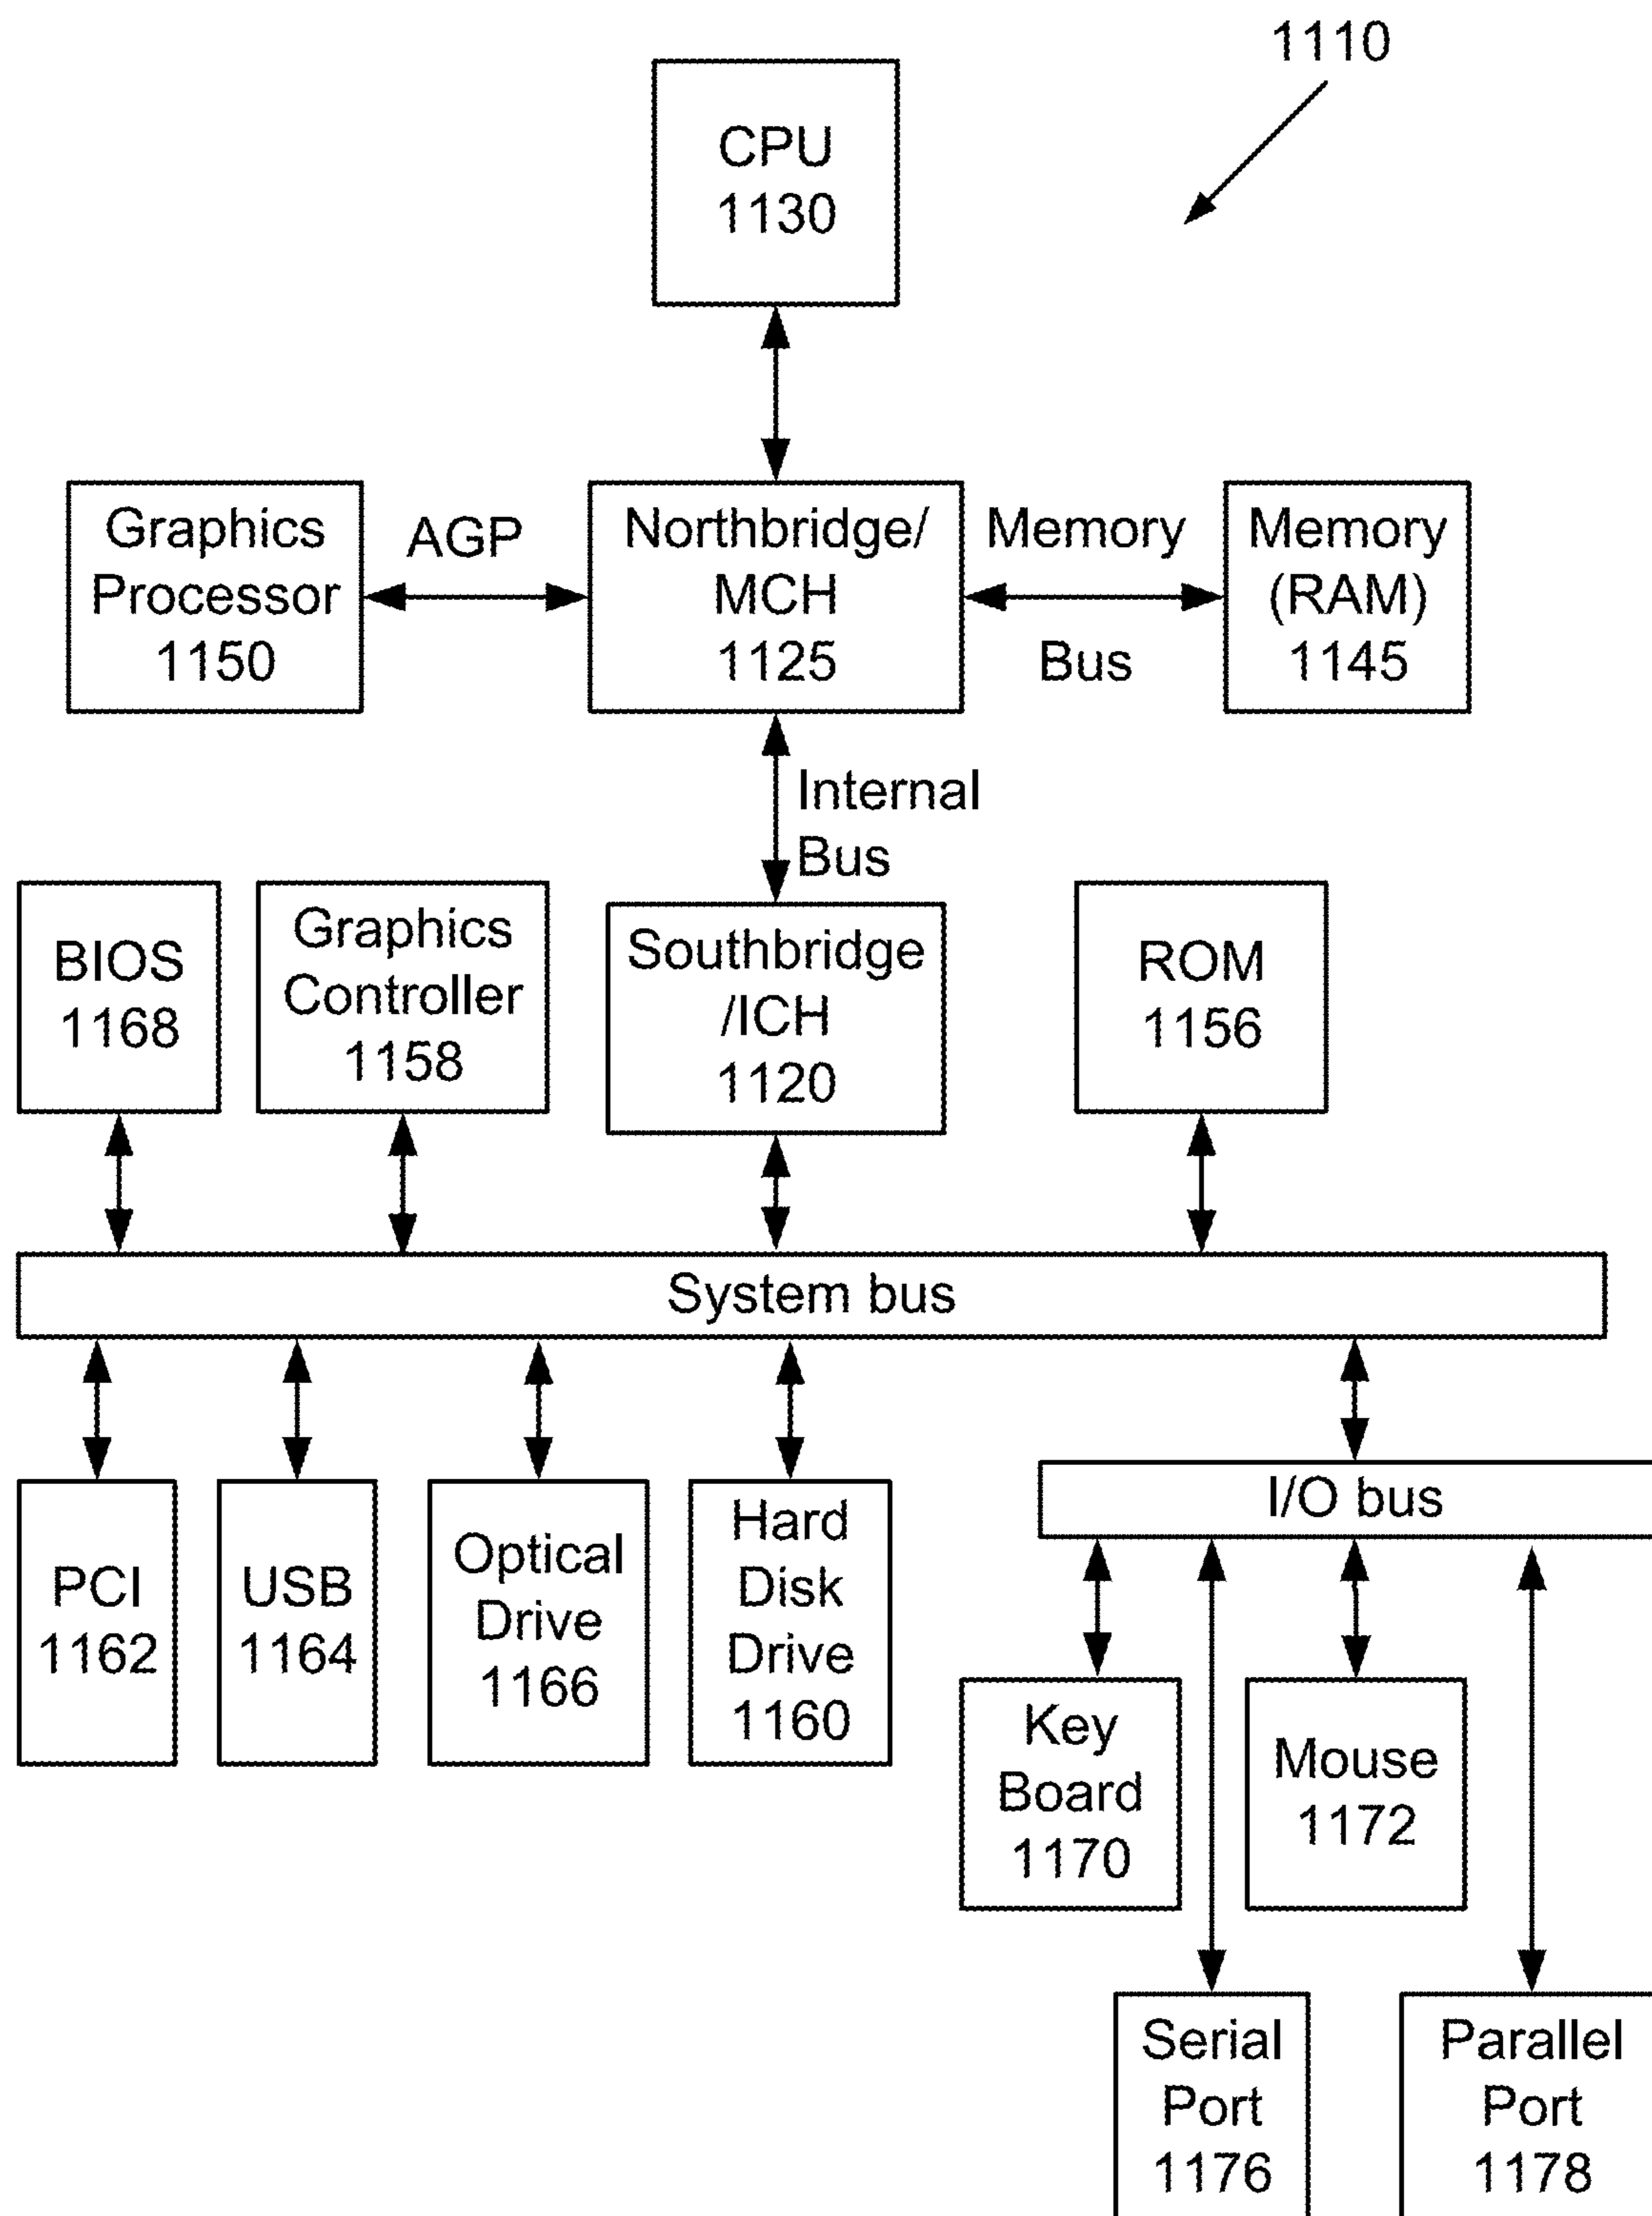 1110
CPU
1130
Graphics
Processor
1150
AGP
Northbridge/
MCH
1125
Memory
Bus
Memory
(RAM)
1145
Internal
Bus
BIOS
1168
Graphics
Controller
1158
Southbridge
/ICH
1120
ROM
1156
System bus
PCI
1162
USB
1164
Optical
Drive
1166
Hard
Disk
Drive
1160
I/O bus
Key
Board
1170
Mouse
1172
Serial
Port
1176
Parallel
Port
1178